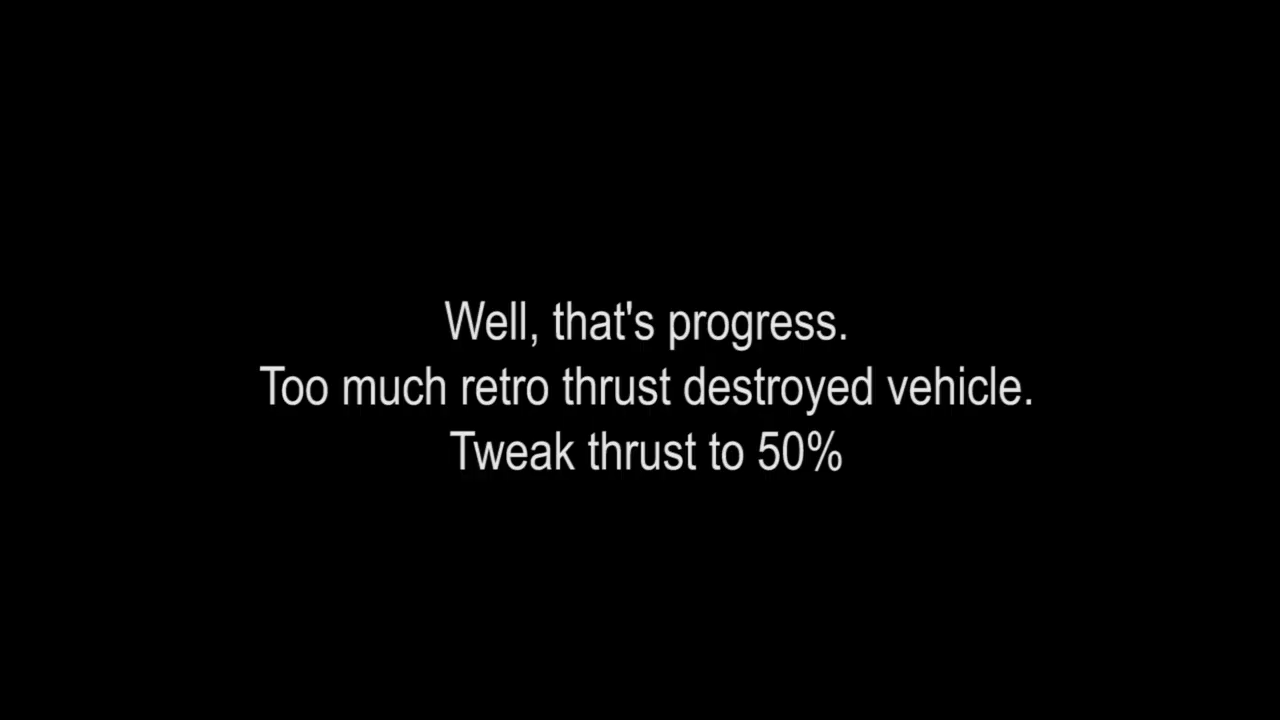 Well, that's progress.
Too much retro thrust destroyed vehicle.
Tweak thrust to 50%